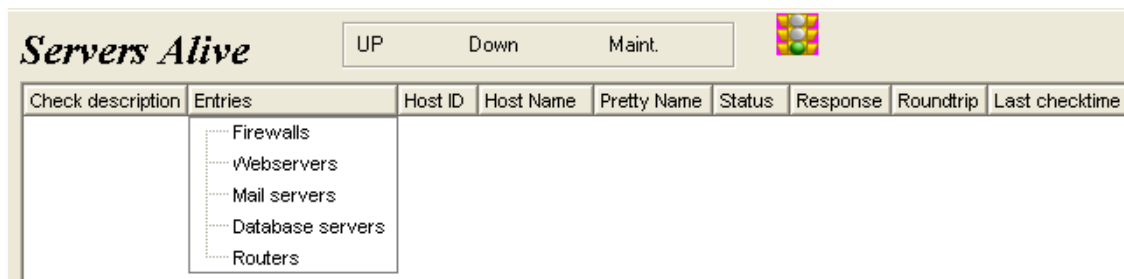 Servers Alive UP Down Maint.
Check description Entries Host ID Host Name Pretty Name Status Response Roundtrip Last checktime
Firewalls
Webservers
Mail servers
Database servers
Routers